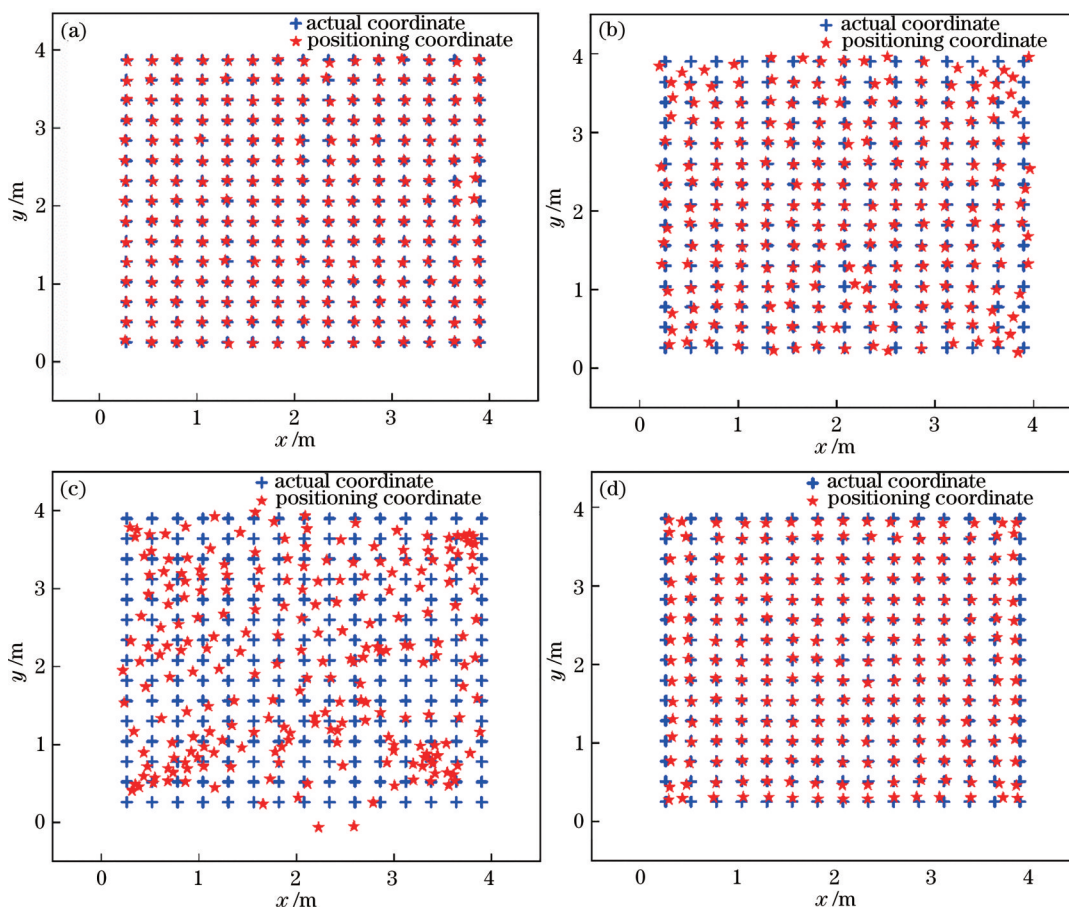 (a)
actual coordinate
positioning coordinate
4
3
2
1
0
y/m
0
1
2
3
4
x/m
(b)
actual coordinate
positioning coordinate
4
3
2
1
0
y/m
0
1
2
3
4
x/m
(c)
actual coordinate
positioning coordinate
4
3
2
1
0
y/m
0
1
2
3
4
x/m
(d)
actual coordinate
positioning coordinate
4
3
2
1
0
y/m
0
1
2
3
4
x/m